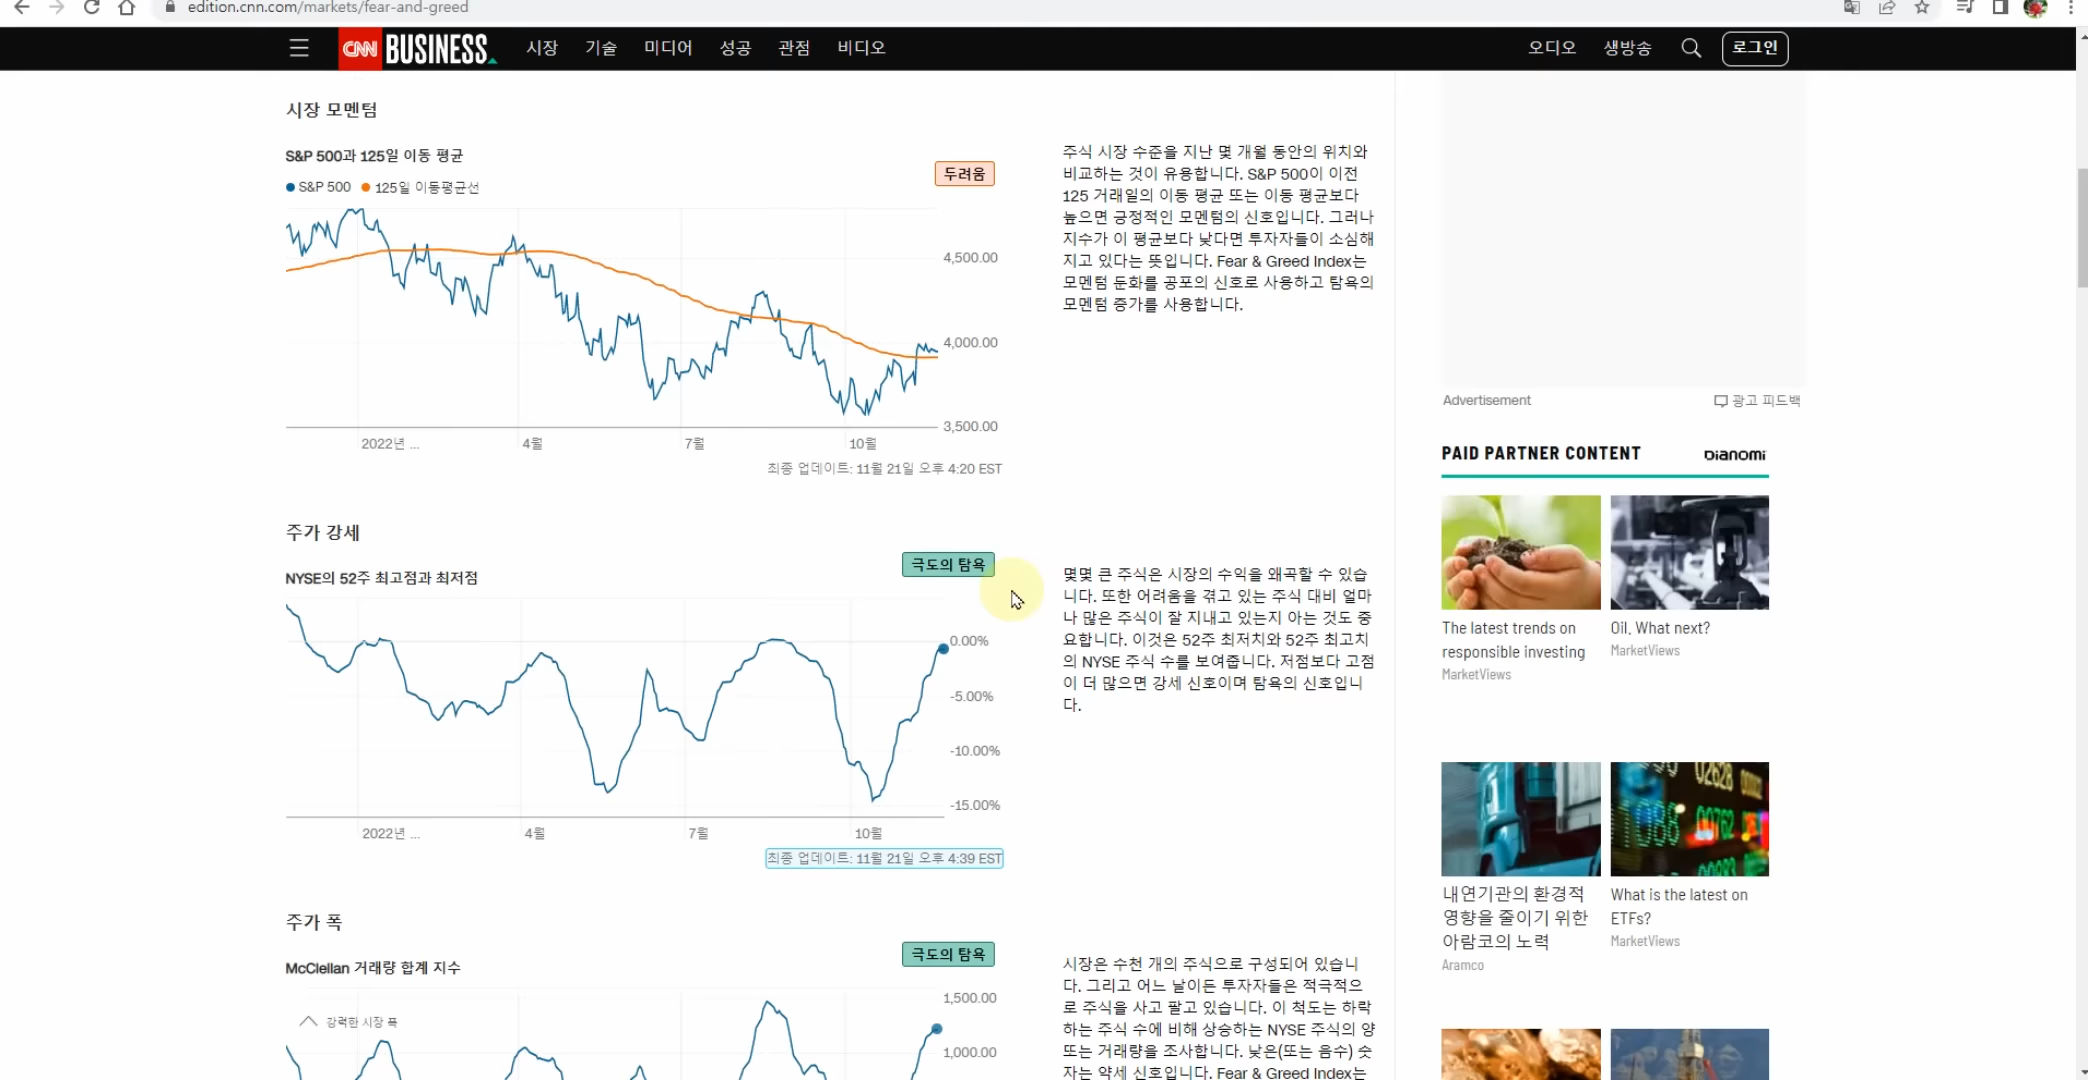 edition.cnn.com/markets/fear-and-greed
CNN BUSINESS
시장 기술 미디어 성공 관점 비디오
오디오 생방송 로그인
시장 모멘텀
S&P 500과 125일 이동 평균
S&P 500 125일 이동평균선
두려움
4,500.00
4,000.00
3,500.00
2022년 ... 4월 7월 10월
최종 업데이트: 11월 21일 오후 4:20 EST
주식 시장 수준을 지난 몇 개월 동안의 위치와
비교하는 것이 유용합니다. S&P 500이 이전
125 거래일의 이동 평균 또는 이동 평균보다
높으면 긍정적인 모멘텀의 신호입니다. 그러나
지수가 이 평균보다 낮다면 투자자들이 소심해
지고 있다는 뜻입니다. Fear & Greed Index는
모멘텀 둔화를 공포의 신호로 사용하고 탐욕의
모멘텀 증가를 사용합니다.
주가 강세
NYSE의 52주 최고점과 최저점
극도의 탐욕
0.00%
-5.00%
-10.00%
-15.00%
2022년 ... 4월 7월 10월
최종 업데이트: 11월 21일 오후 4:39 EST
몇몇 큰 주식은 시장의 수익을 왜곡할 수 있습
니다. 또한 어려움을 겪고 있는 주식 대비 얼마
나 많은 주식이 잘 지내고 있는지 아는 것도 중
요합니다. 이것은 52주 최저치와 52주 최고치
의 NYSE 주식 수를 보여줍니다. 저점보다 고점
이 더 많으면 강세 신호이며 탐욕의 신호입니
다.
주가 폭
McClellan 거래량 합계 지수
극도의 탐욕
강력한 시장 폭
1,500.00
1,000.00
시장은 수천 개의 주식으로 구성되어 있습니
다. 그리고 어느 날이든 투자자들은 적극적으
로 주식을 사고 팔고 있습니다. 이 척도는 하락
하는 주식 수에 비해 상승하는 NYSE 주식의 양
또는 거래량을 조사합니다. 낮은(또는 음수) 숫
자는 약세 신호입니다. Fear & Greed Index는
Advertisement 광고 피드백
PAID PARTNER CONTENT DIANOMI
The latest trends on
responsible investing
MarketViews
Oil. What next?
MarketViews
내연기관의 환경적
영향을 줄이기 위한
아람코의 노력
Aramco
What is the latest on
ETFs?
MarketViews